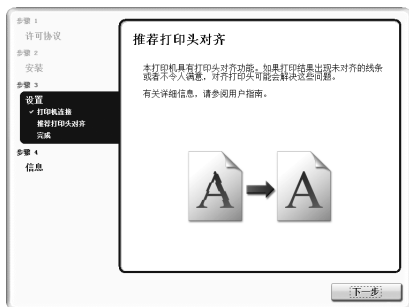 步骤 1
许可协议
步骤 2
安装
步骤 3
设置
✓ 打印机连接
推荐打印头对齐
完成
步骤 4
信息
推荐打印头对齐
本打印机具有打印头对齐功能。如果打印结果出现未对齐的线条
或者不令人满意，对齐打印头可能会解决这些问题。
有关详细信息，请参阅用户指南。
A A
下一步